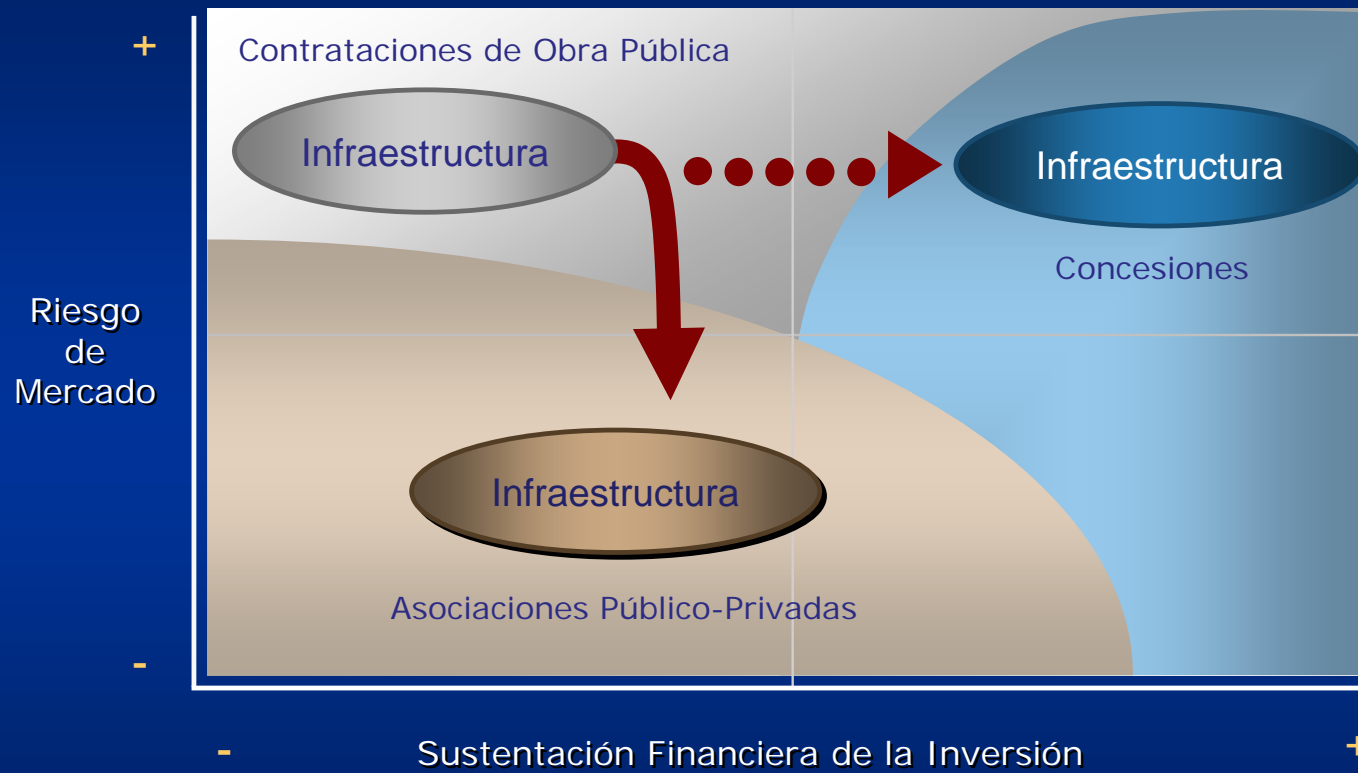 +
Contrataciones de Obra Pública
Infraestructura
Infraestructura
Concesiones
Riesgo
de
Mercado
Infraestructura
Asociaciones Público-Privadas
-
-
Sustentación Financiera de la Inversión
+